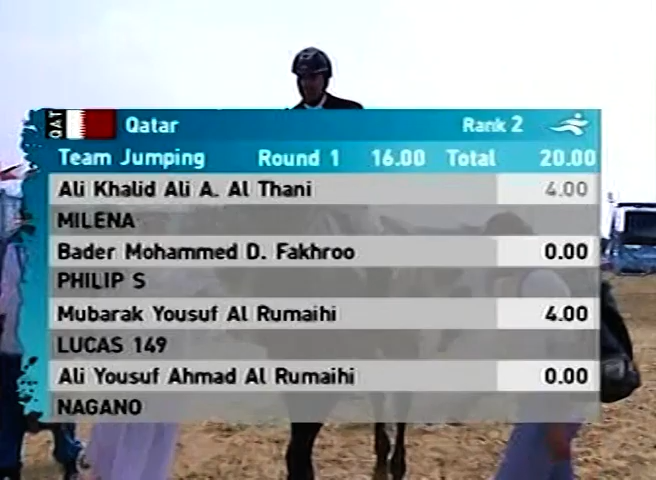 QAT Qatar Rank 2
Team Jumping Round 1 16.00 Total 20.00
Ali Khalid Ali A. Al Thani 4.00
MILENA
Bader Mohammed D. Fakhroo 0.00
PHILIP S
Mubarak Yousuf Al Rumaihi 4.00
LUCAS 149
Ali Yousuf Ahmad Al Rumaihi 0.00
NAGANO